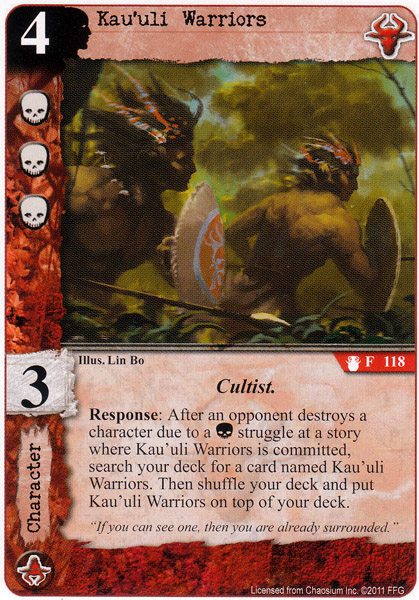 4
Kau'uli Warriors
Illus. Lin Bo
F 118
3
Character
Cultist.
Response: After an opponent destroys a
character due to a struggle at a story
where Kau'uli Warriors is committed,
search your deck for a card named Kau'uli
Warriors. Then shuffle your deck and put
Kau'uli Warriors on top of your deck.
"If you can see one, then you are already surrounded."
Licensed from Chaosium Inc. ©2011 FFG